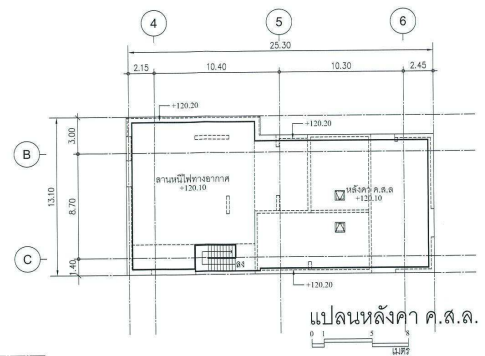 4 5 6
25.30
2.15 10.40 10.30 2.45
+120.20
+120.20
B
3.00
ลานหนีไฟทางอากาศ
+120.10
หลังคา ค.ส.ล
+120.10
13.10
8.70
C
1.40
ลง
ก
+120.20
แปลนหลังคา ค.ส.ล.
0 1 5 8
เมตร